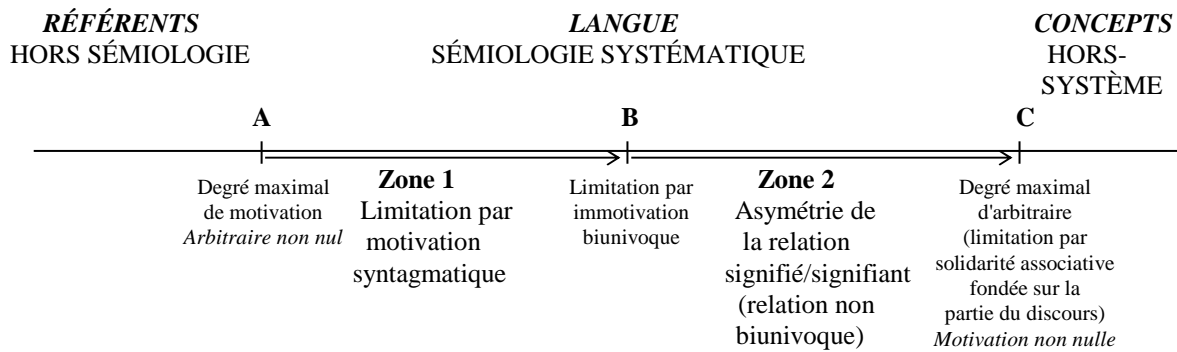 RÉFÉRENTS
HORS SÉMIOLOGIE
LANGUE
SÉMIOLOGIE SYSTÉMATIQUE
CONCEPTS
HORS-
SYSTÈME
A
B
C
Degré maximal
de motivation
Arbitraire non nul
Zone 1
Limitation par
motivation
syntagmatique
Limitation par
immotivation
biunivoque
Zone 2
Asymétrie de
la relation
signifié/signifiant
(relation non
biunivoque)
Degré maximal
d'arbitraire
(limitation par
solidarité associative
fondée sur la
partie du discours)
Motivation non nulle